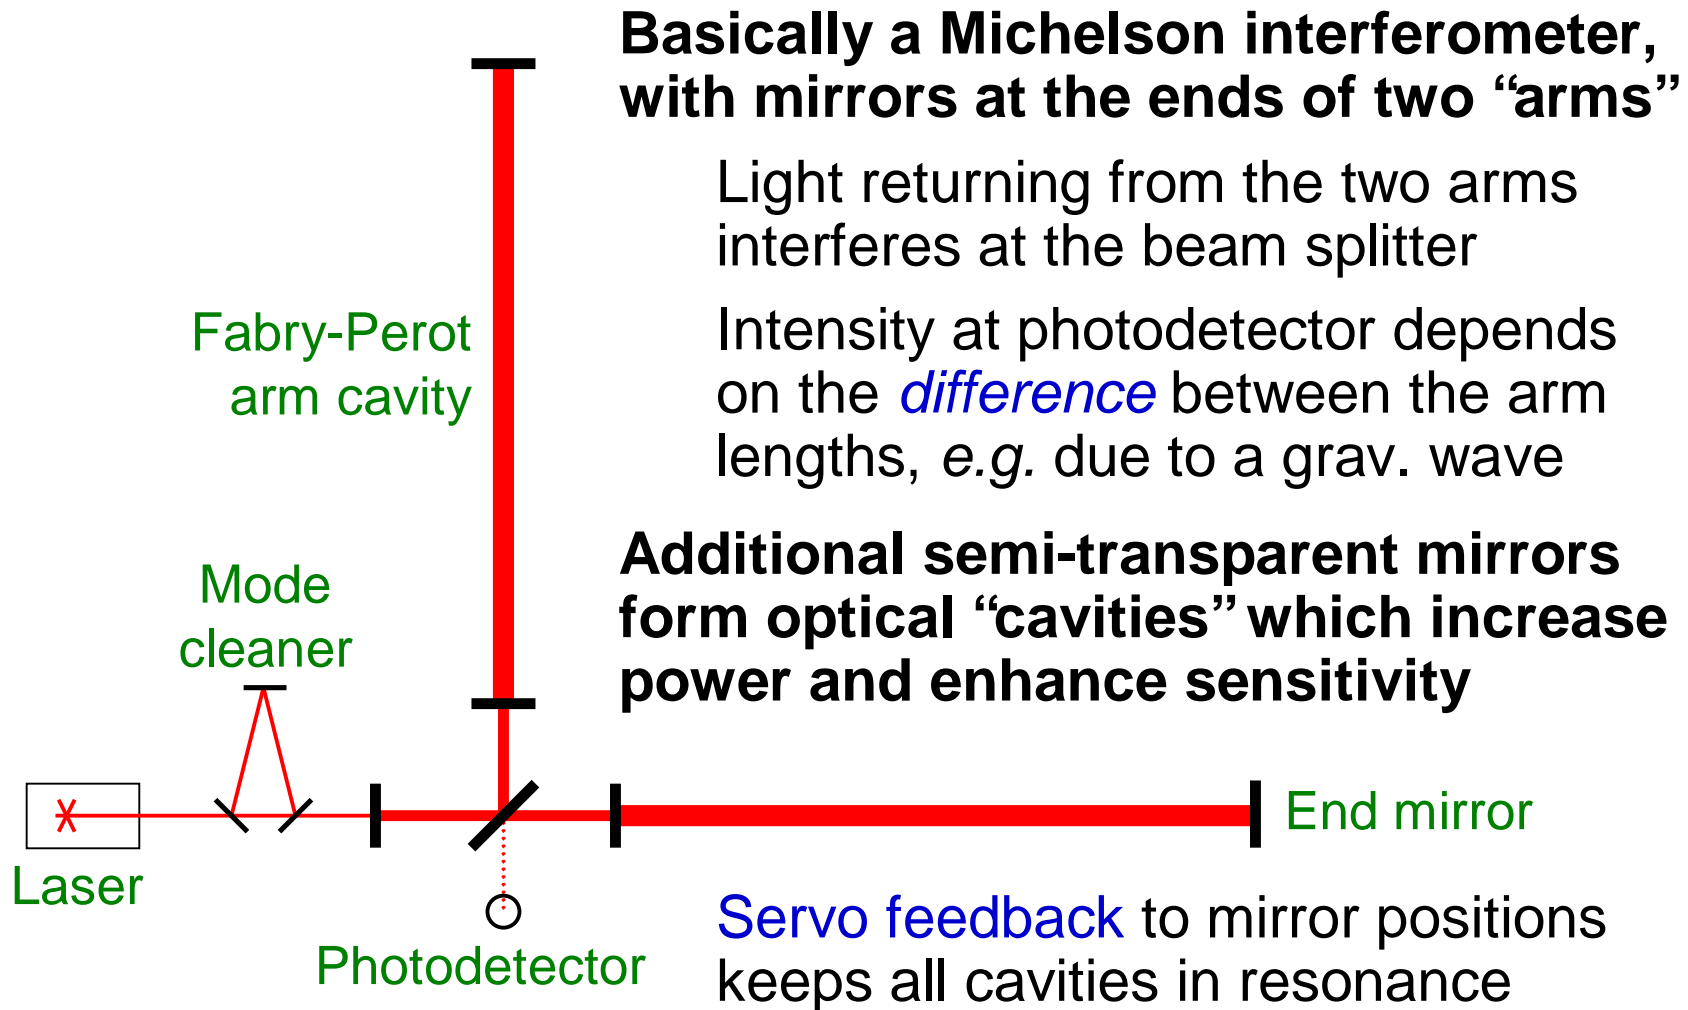 Basically a Michelson interferometer,
with mirrors at the ends of two “arms”
Light returning from the two arms
interferes at the beam splitter
Intensity at photodetector depends
on the difference between the arm
lengths, e.g. due to a grav. wave
Additional semi-transparent mirrors
form optical “cavities” which increase
power and enhance sensitivity
Servo feedback to mirror positions
keeps all cavities in resonance
Fabry-Perot
arm cavity
Mode
cleaner
Laser
Photodetector
End mirror